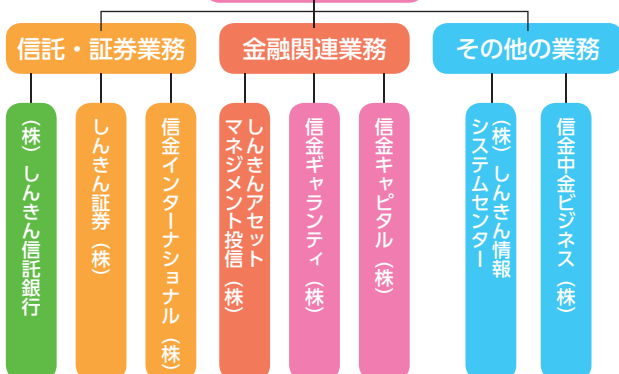 信託・証券業務
金融関連業務
その他の業務
(株)しんきん信託銀行
しんきん証券(株)
信金インターナショナル(株)
しんきんアセット
マネジメント投信(株)
信金ギャランティ(株)
信金キャピタル(株)
(株)しんきん情報
システムセンター
信金中金ビジネス(株)